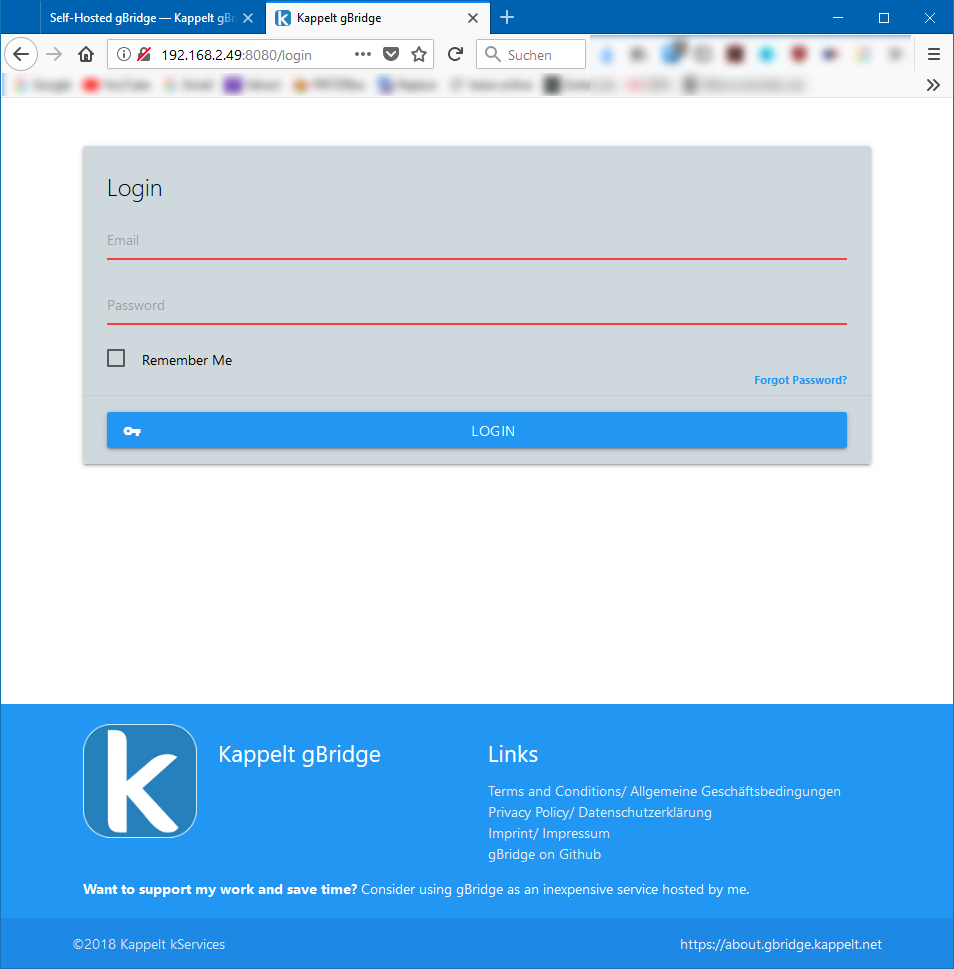 Self-Hosted gBridge — Kappelt gBr
Kappelt gBridge
192.168.2.49:8080/login
Suchen
Login
Email
Password
Remember Me
Forgot Password?
LOGIN
Kappelt gBridge
Links
Terms and Conditions/ Allgemeine Geschäftsbedingungen
Privacy Policy/ Datenschutzerklärung
Imprint/ Impressum
gBridge on Github
Want to support my work and save time? Consider using gBridge as an inexpensive service hosted by me.
©2018 Kappelt kServices
https://about.gbridge.kappelt.net